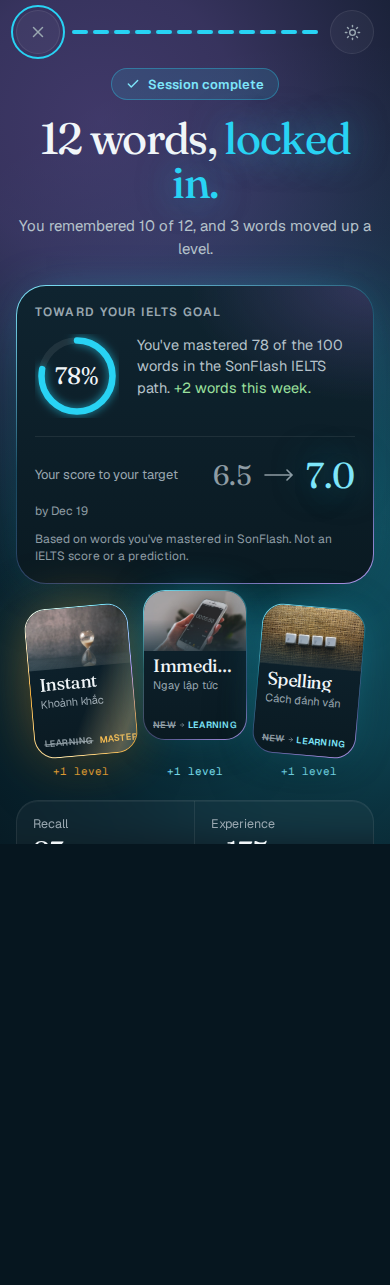 Session complete
12 words, locked
in.
You remembered 10 of 12, and 3 words moved up a
level.
TOWARD YOUR IELTS GOAL
78%
You've mastered 78 of the 100
words in the SonFlash IELTS
path. +2 words this week.
Your score to your target
6.5 → 7.0
by Dec 19
Based on words you've mastered in SonFlash. Not an
IELTS score or a prediction.
Instant
Khoảnh khắc
LEARNING
+1 level
Immedi...
Ngay lập tức
NEW → LEARNING
+1 level
Spelling
Cách đánh vần
NEW → LEARNING
+1 level
Recall
Experience